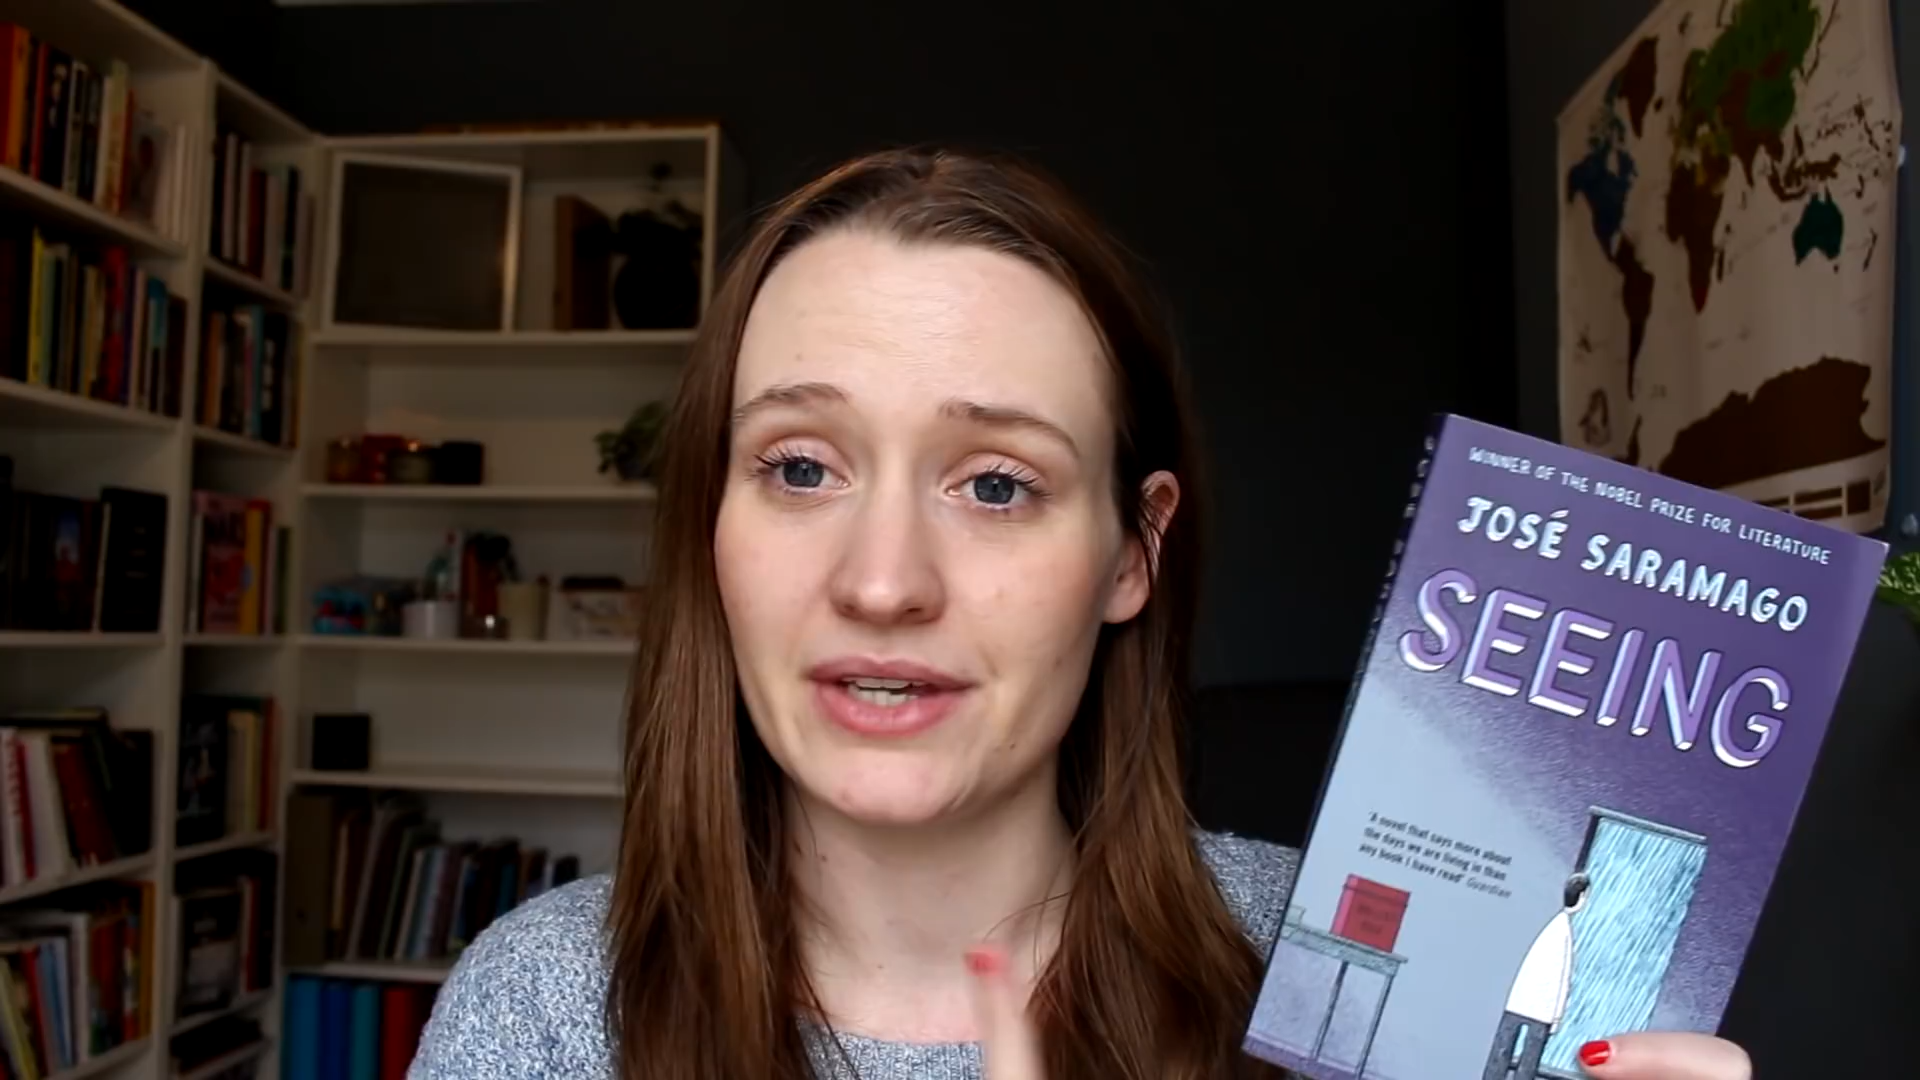 WINNER OF THE NOBEL PRIZE FOR LITERATURE
JOSÉ SARAMAGO
SEEING
'A novel that says more about
the days we are living in than
any book I have read' Guardian